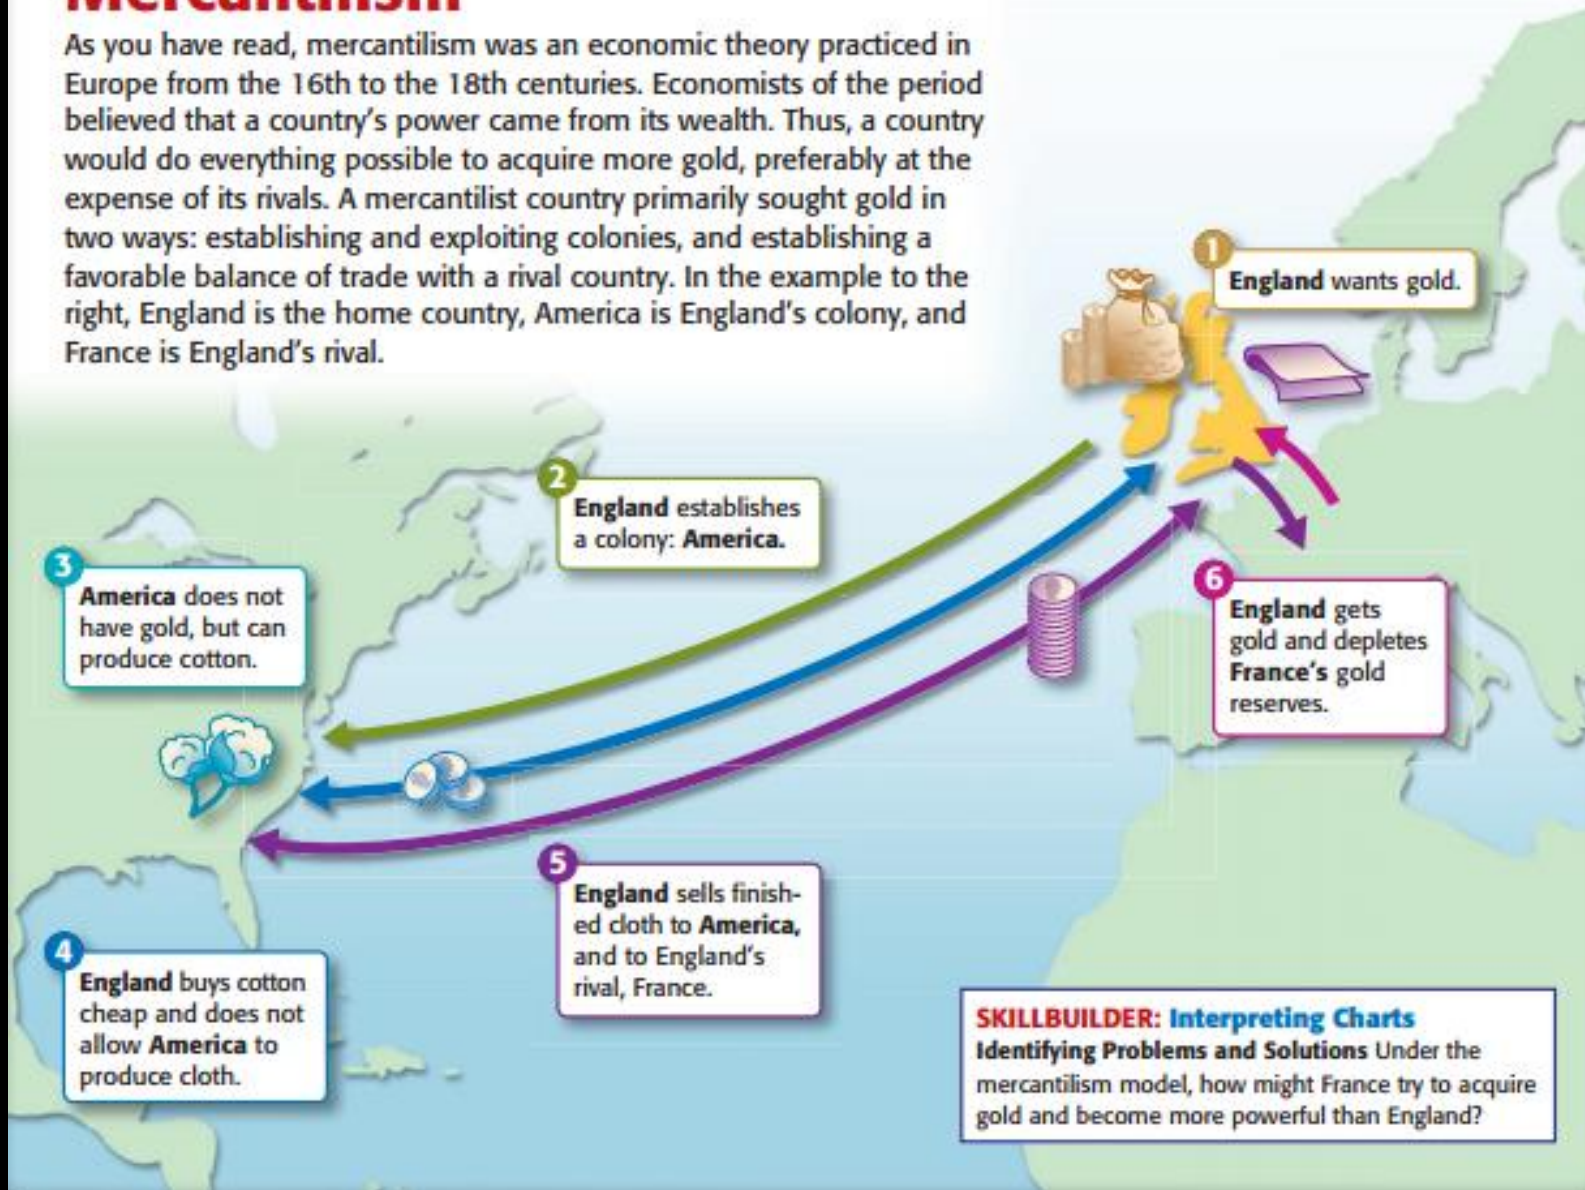 Mercantilism
As you have read, mercantilism was an economic theory practiced in
Europe from the 16th to the 18th centuries. Economists of the period
believed that a country's power came from its wealth. Thus, a country
would do everything possible to acquire more gold, preferably at the
expense of its rivals. A mercantilist country primarily sought gold in
two ways: establishing and exploiting colonies, and establishing a
favorable balance of trade with a rival country. In the example to the
right, England is the home country, America is England's colony, and
France is England's rival.
1
England wants gold.
2
England establishes
a colony: America.
3
America does not
have gold, but can
produce cotton.
4
England buys cotton
cheap and does not
allow America to
produce cloth.
5
England sells finish-
ed cloth to America,
and to England's
rival, France.
6
England gets
gold and depletes
France's gold
reserves.
SKILLBUILDER: Interpreting Charts
Identifying Problems and Solutions Under the
mercantilism model, how might France try to acquire
gold and become more powerful than England?